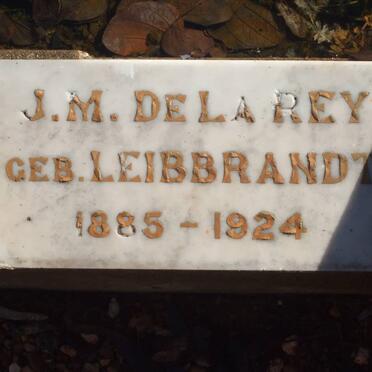 J.M. DE LA REY
GEB. LEIBBRANDT
1885 - 1924